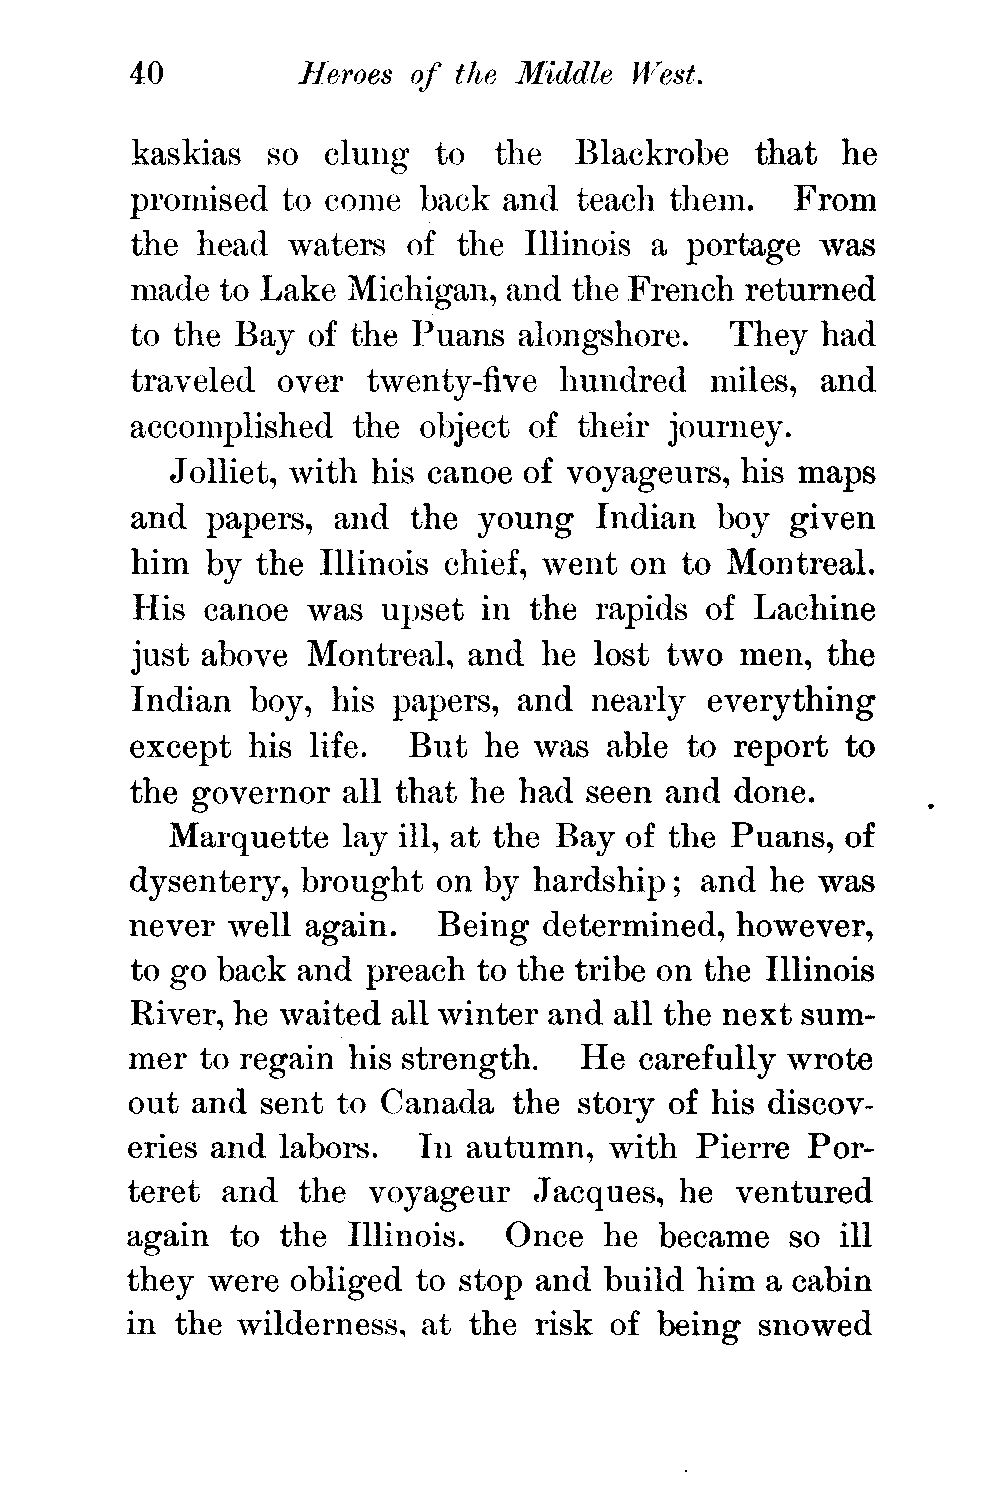 40 Heroes of the Middle West.
kaskias so clung to the Blackrobe that he
promised to come back and teach them. From
the head waters of the Illinois a portage was
made to Lake Michigan, and the French returned
to the Bay of the Puans alongshore. They had
traveled over twenty-five hundred miles, and
accomplished the object of their journey.
Jolliet, with his canoe of voyageurs, his maps
and papers, and the young Indian boy given
him by the Illinois chief, went on to Montreal.
His canoe was upset in the rapids of Lachine
just above Montreal, and he lost two men, the
Indian boy, his papers, and nearly everything
except his life. But he was able to report to
the governor all that he had seen and done.
Marquette lay ill, at the Bay of the Puans, of
dysentery, brought on by hardship; and he was
never well again. Being determined, however,
to go back and preach to the tribe on the Illinois
River, he waited all winter and all the next sum-
mer to regain his strength. He carefully wrote
out and sent to Canada the story of his discov-
eries and labors. In autumn, with Pierre Por-
teret and the voyageur Jacques, he ventured
again to the Illinois. Once he became so ill
they were obliged to stop and build him a cabin
in the wilderness, at the risk of being snowed